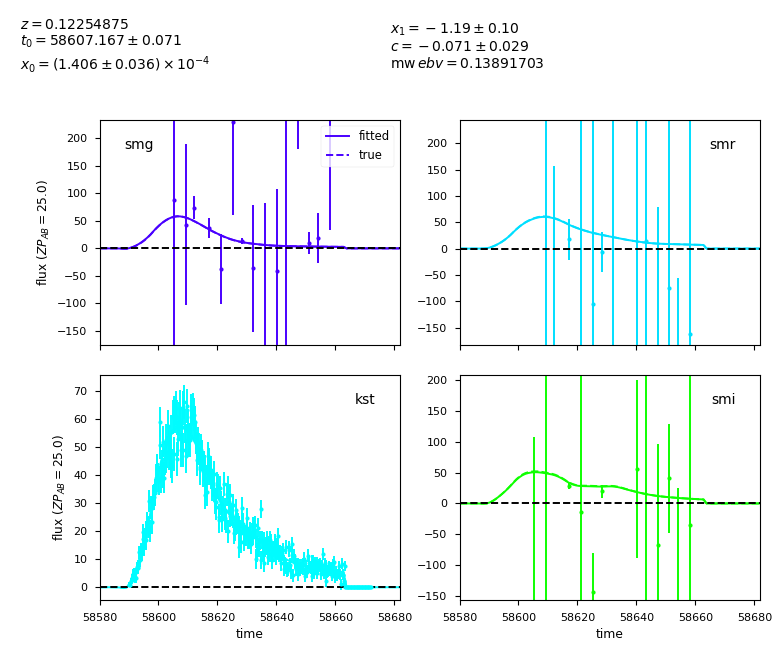 z = 0.12254875
t₀ = 58607.167 ± 0.071
x₀ = (1.406 ± 0.036) × 10⁻⁴
x₁ = −1.19 ± 0.10
c = −0.071 ± 0.029
mw ebv = 0.13891703
smg
fitted
true
flux (ZP_AB = 25.0)
200
150
100
50
0
−50
−100
−150
smr
200
150
100
50
0
−50
−100
−150
kst
flux (ZP_AB = 25.0)
70
60
50
40
30
20
10
0
58580 58600 58620 58640 58660 58680
time
smi
200
150
100
50
0
−50
−100
−150
58580 58600 58620 58640 58660 58680
time